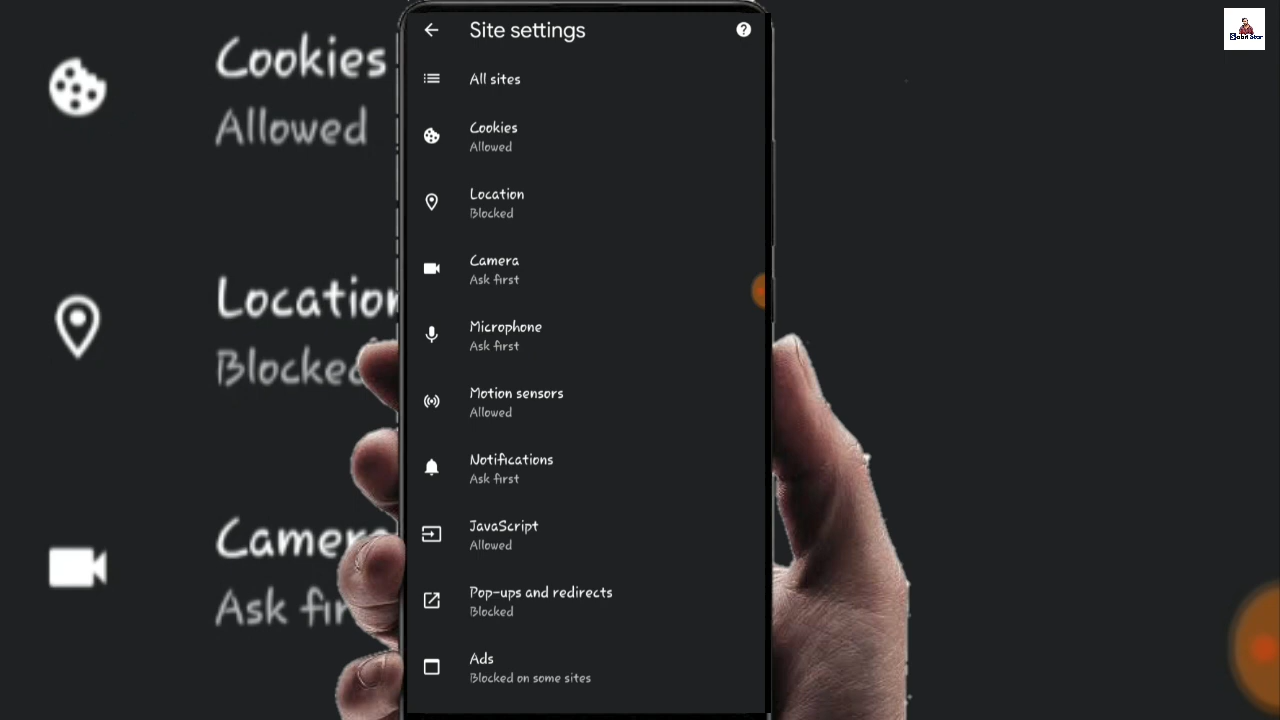 Site settings
All sites
Cookies
Allowed
Location
Blocked
Camera
Ask first
Microphone
Ask first
Motion sensors
Allowed
Notifications
Ask first
JavaScript
Allowed
Pop-ups and redirects
Blocked
Ads
Blocked on some sites
Cookies
Allowed
Location
Blocked
Camera
Ask fir